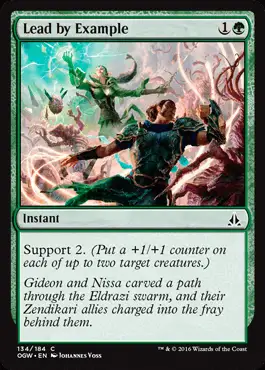 Lead by Example 1
Instant
Support 2. (Put a +1/+1 counter on
each of up to two target creatures.)
Gideon and Nissa carved a path
through the Eldrazi swarm, and their
Zendikari allies charged into the fray
behind them.
134/184 C
OGW • EN Johannes Voss
™ & © 2016 Wizards of the Coast